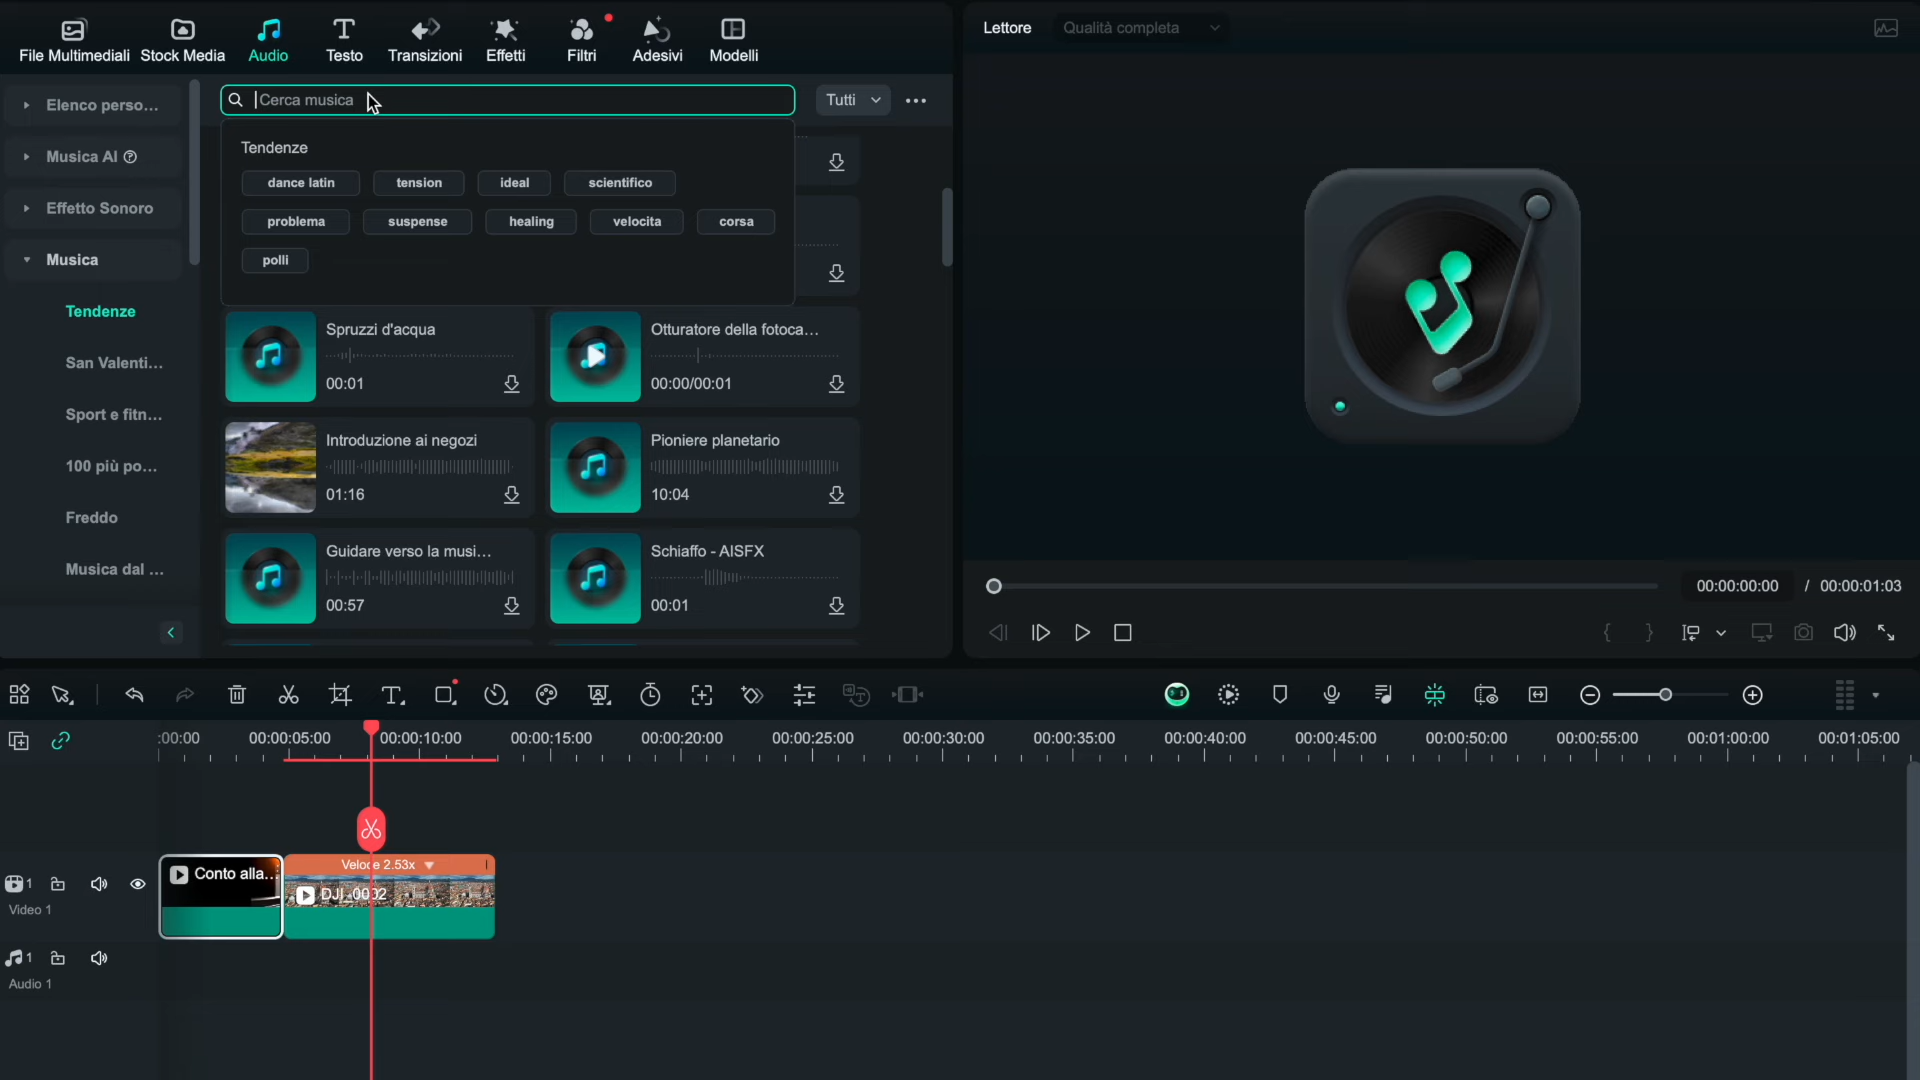 File Multimediali
Stock Media
Audio
Testo
Transizioni
Effetti
Filtri
Adesivi
Modelli
Lettore
Qualità completa
Elenco perso...
Musica AI
Effetto Sonoro
Musica
Tendenze
San Valenti...
Sport e fitn...
100 più po...
Freddo
Musica dal ...
Cerca musica
Tutti
Tendenze
dance latin
tension
ideal
scientifico
problema
suspense
healing
velocita
corsa
polli
Spruzzi d'acqua
00:01
Otturatore della fotoca...
00:00/00:01
Introduzione ai negozi
01:16
Pioniere planetario
10:04
Guidare verso la musi...
00:57
Schiaffo - AISFX
00:01
00:00:00:00 / 00:00:01:03
:00:00
00:00:05:00
00:00:10:00
00:00:15:00
00:00:20:00
00:00:25:00
00:00:30:00
00:00:35:00
00:00:40:00
00:00:45:00
00:00:50:00
00:00:55:00
00:01:00:00
00:01:05:00
1
Video 1
Conto alla...
Veloce 2.53x
DJI_0002
1
Audio 1